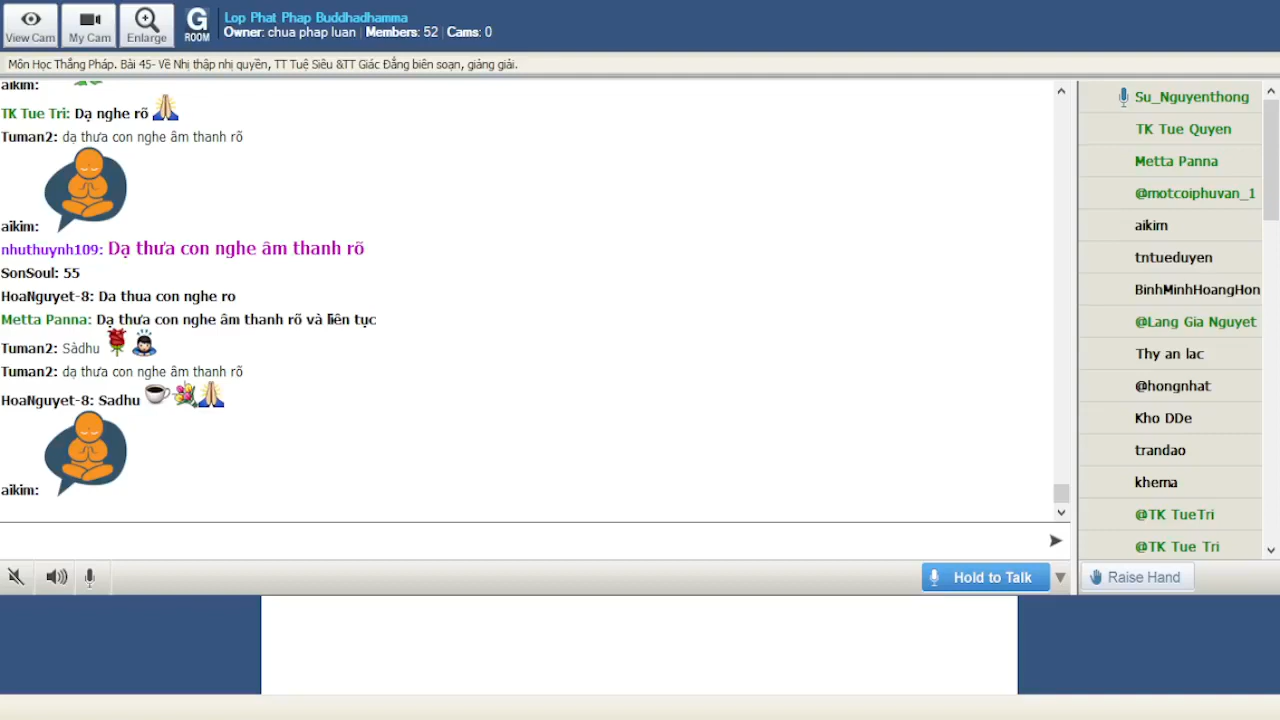 View Cam
My Cam
Enlarge
G
ROOM
Lop Phat Phap Buddhadhamma
Owner: chua phap luan | Members: 52 | Cams: 0
Môn Học Thắng Pháp. Bài 45- Về Nhị thập nhị quyền, TT Tuệ Siêu &TT Giác Đẳng biên soạn, giảng giải.
aikim:
TK Tue Tri: Dạ nghe rõ
Tuman2: dạ thưa con nghe âm thanh rõ
aikim:
nhuthuynh109: Dạ thưa con nghe âm thanh rõ
SonSoul: 55
HoaNguyet-8: Da thua con nghe ro
Metta Panna: Dạ thưa con nghe âm thanh rõ và liên tục
Tuman2: Sàdhu
Tuman2: dạ thưa con nghe âm thanh rõ
HoaNguyet-8: Sadhu
aikim:
Su_Nguyenthong
TK Tue Quyen
Metta Panna
@motcoiphuvan_1
aikim
tntueduyen
BinhMinhHoangHon
@Lang Gia Nguyet
Thy an lac
@hongnhat
Kho DDe
trandao
khema
@TK TueTri
@TK Tue Tri
Hold to Talk
Raise Hand